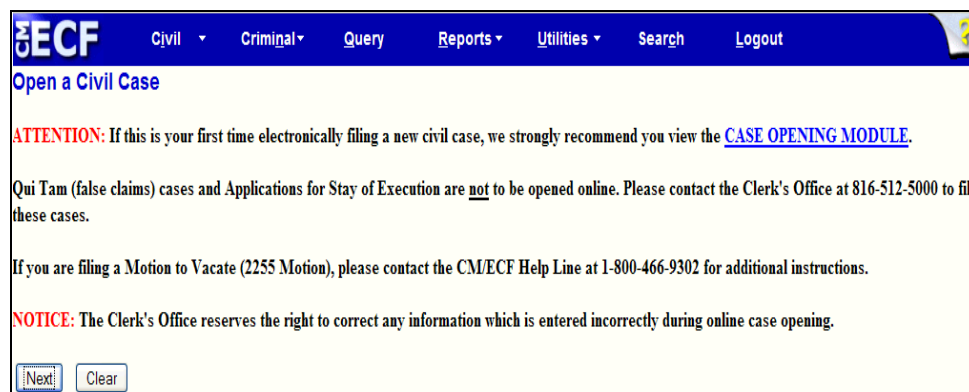 CM ECF Civil Criminal Query Reports Utilities Search Logout ?
Open a Civil Case
ATTENTION: If this is your first time electronically filing a new civil case, we strongly recommend you view the CASE OPENING MODULE.
Qui Tam (false claims) cases and Applications for Stay of Execution are not to be opened online. Please contact the Clerk's Office at 816-512-5000 to fil
these cases.
If you are filing a Motion to Vacate (2255 Motion), please contact the CM/ECF Help Line at 1-800-466-9302 for additional instructions.
NOTICE: The Clerk's Office reserves the right to correct any information which is entered incorrectly during online case opening.
Next Clear